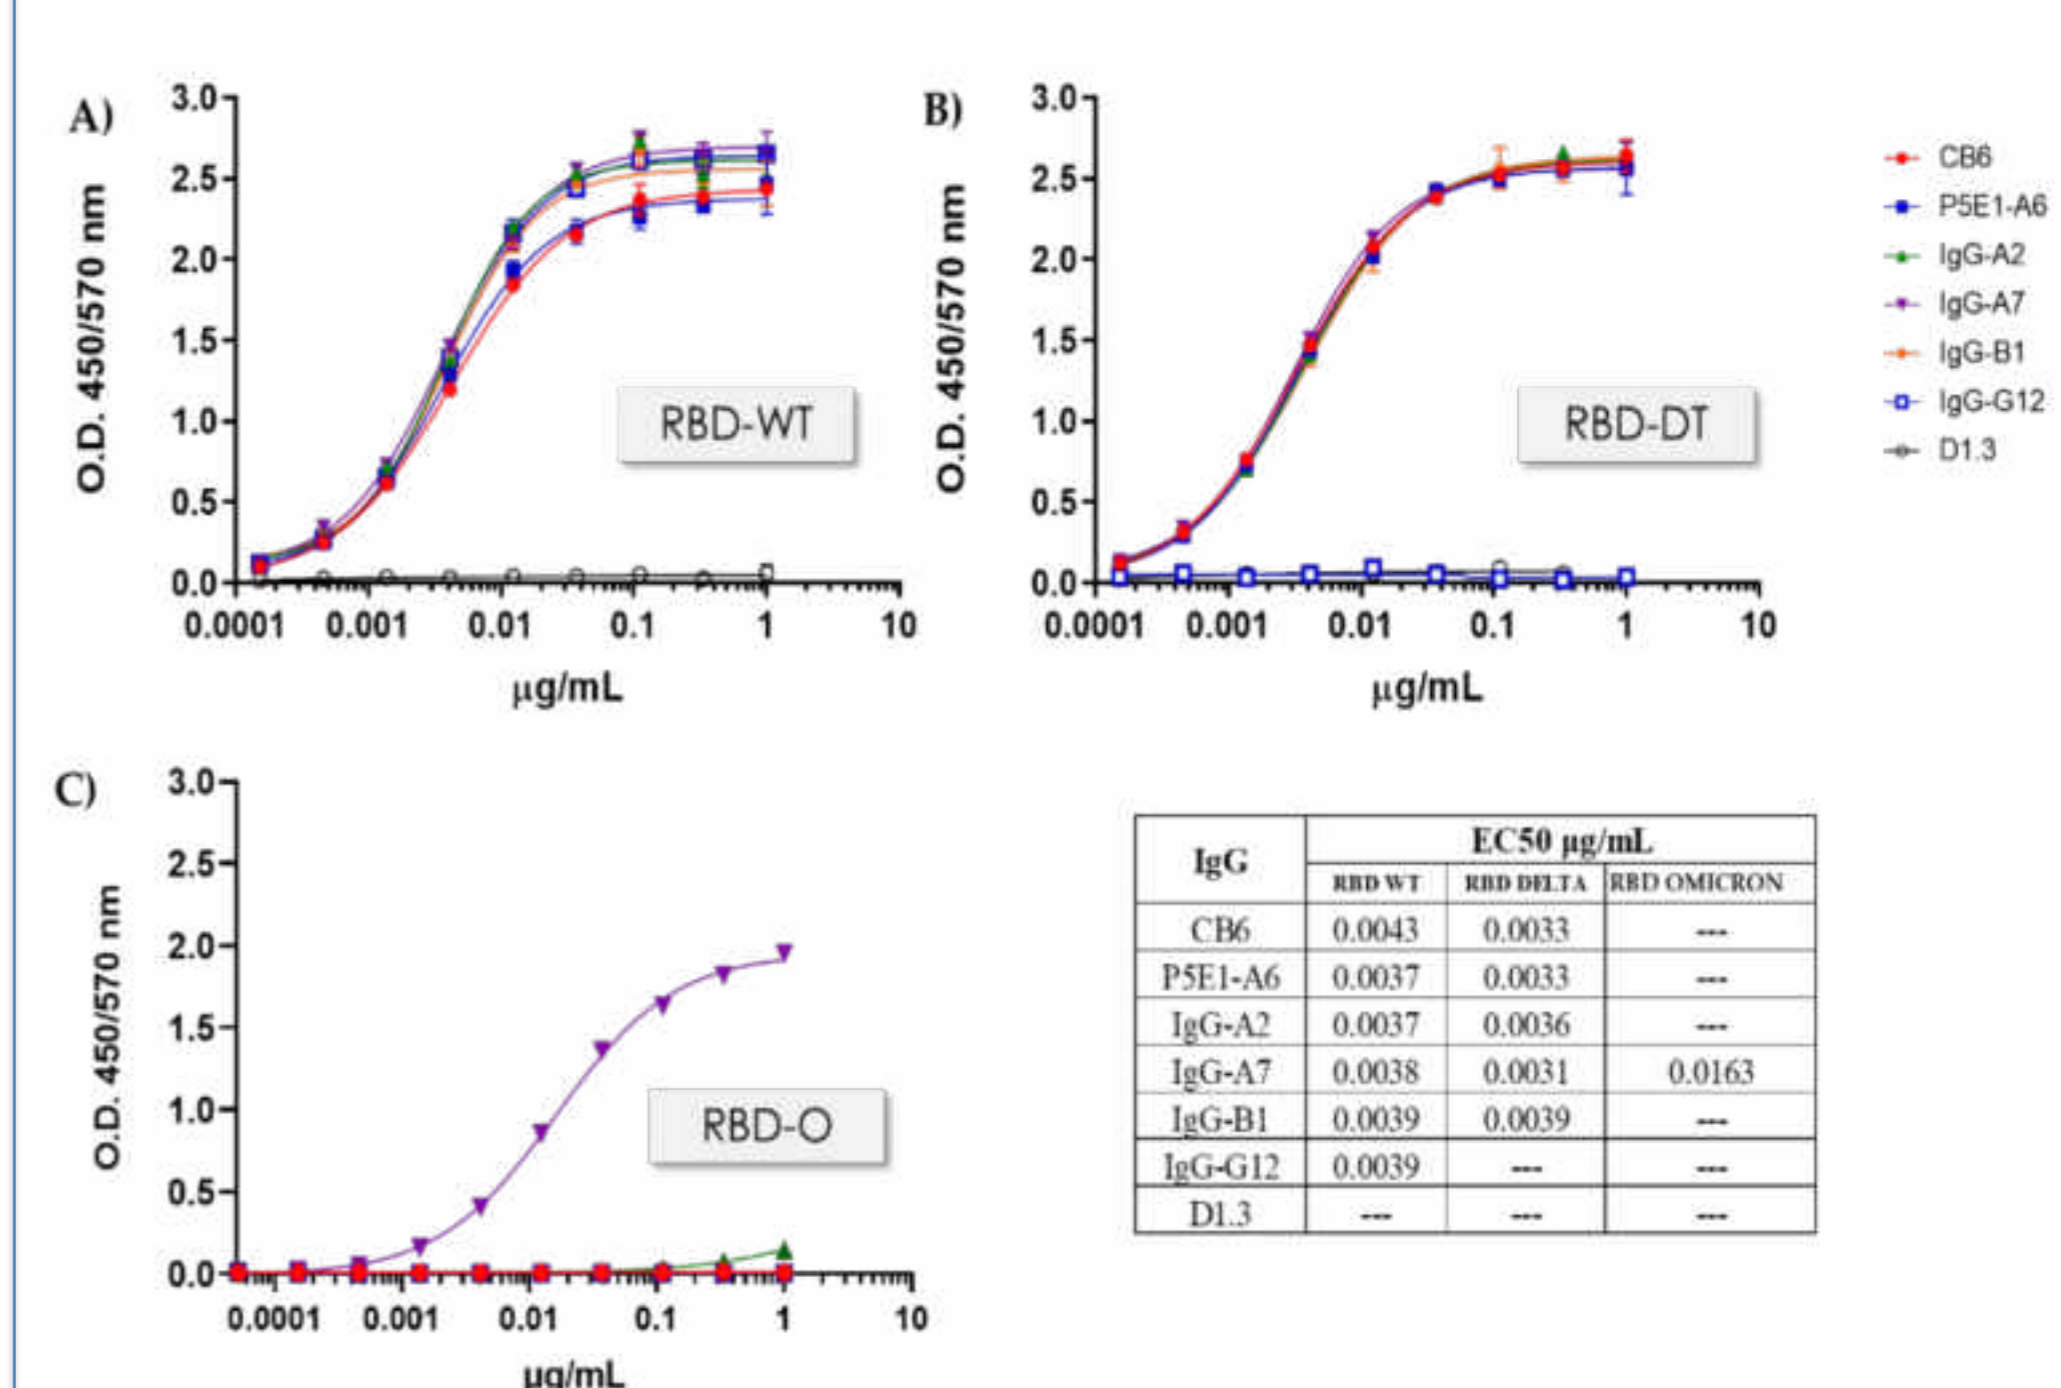 A)
3.0
2.5
2.0
1.5
1.0
0.5
0.0
O.D. 450/570 nm
RBD-WT
0.0001 0.001 0.01 0.1 1 10
µg/mL
B)
3.0
2.5
2.0
1.5
1.0
0.5
0.0
O.D. 450/570 nm
RBD-DT
0.0001 0.001 0.01 0.1 1 10
µg/mL
CB6
P5E1-A6
IgG-A2
IgG-A7
IgG-B1
IgG-G12
D1.3
C)
3.0
2.5
2.0
1.5
1.0
0.5
0.0
O.D. 450/570 nm
RBD-O
0.0001 0.001 0.01 0.1 1 10
µg/mL
IgG EC50 µg/mL
RBD WT RBD DELTA RBD OMICRON
CB6 0.0043 0.0033 ---
P5E1-A6 0.0037 0.0033 ---
IgG-A2 0.0037 0.0036 ---
IgG-A7 0.0038 0.0031 0.0163
IgG-B1 0.0039 0.0039 ---
IgG-G12 0.0039 --- ---
D1.3 --- --- ---